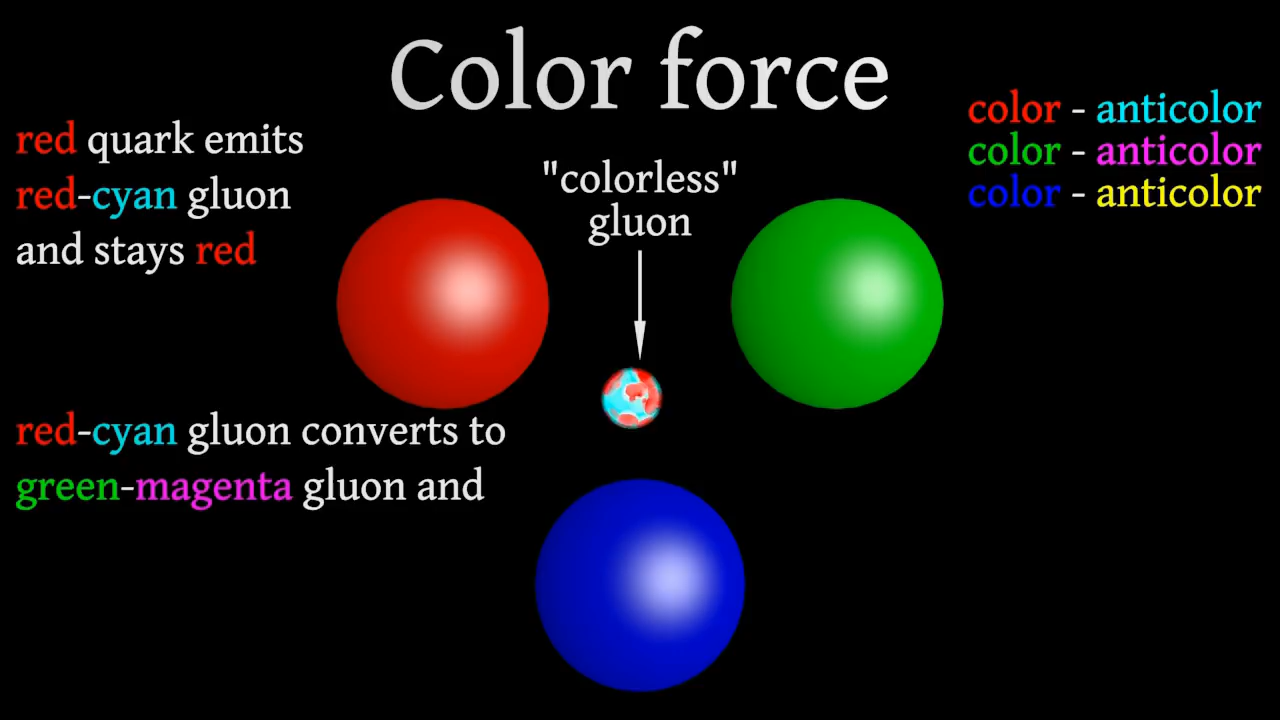 Color force
red quark emits
red-cyan gluon
and stays red
"colorless"
gluon
color - anticolor
color - anticolor
color - anticolor
red-cyan gluon converts to
green-magenta gluon and